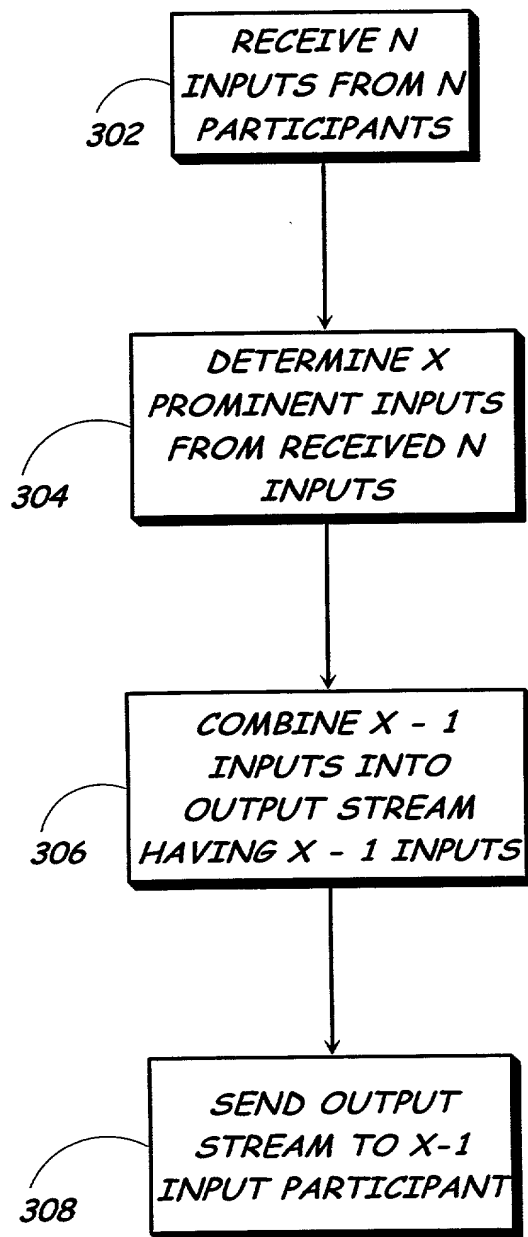 RECEIVE N
INPUTS FROM N
PARTICIPANTS
302
DETERMINE X
PROMINENT INPUTS
FROM RECEIVED N
INPUTS
304
COMBINE X - 1
INPUTS INTO
OUTPUT STREAM
HAVING X - 1 INPUTS
306
SEND OUTPUT
STREAM TO X-1
INPUT PARTICIPANT
308